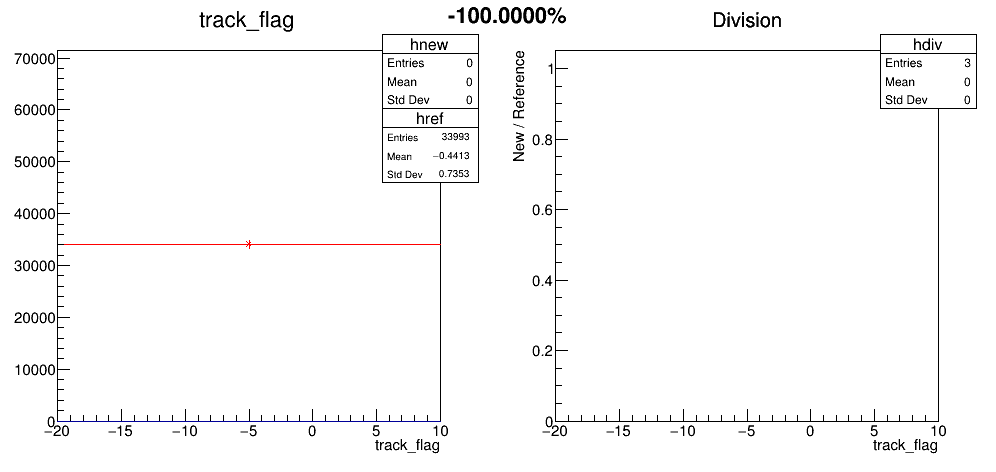 -100.0000%
track_flag
hnew
Entries 0
Mean 0
Std Dev 0
href
Entries 33993
Mean −0.4413
Std Dev 0.7353
70000
60000
50000
40000
30000
20000
10000
0
−20 −15 −10 −5 0 5 10
track_flag
Division
hdiv
Entries 3
Mean 0
Std Dev 0
New / Reference
1
0.8
0.6
0.4
0.2
0
−20 −15 −10 −5 0 5 10
track_flag